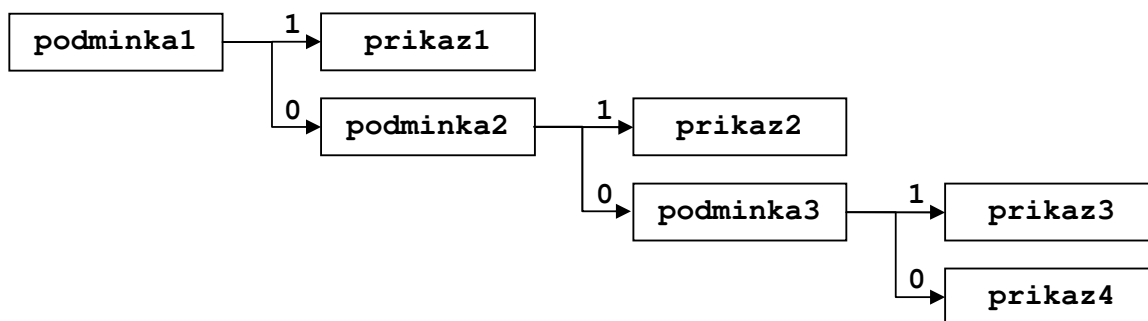 podminka1 1 prikaz1
0 podminka2 1 prikaz2
0 podminka3 1 prikaz3
0 prikaz4